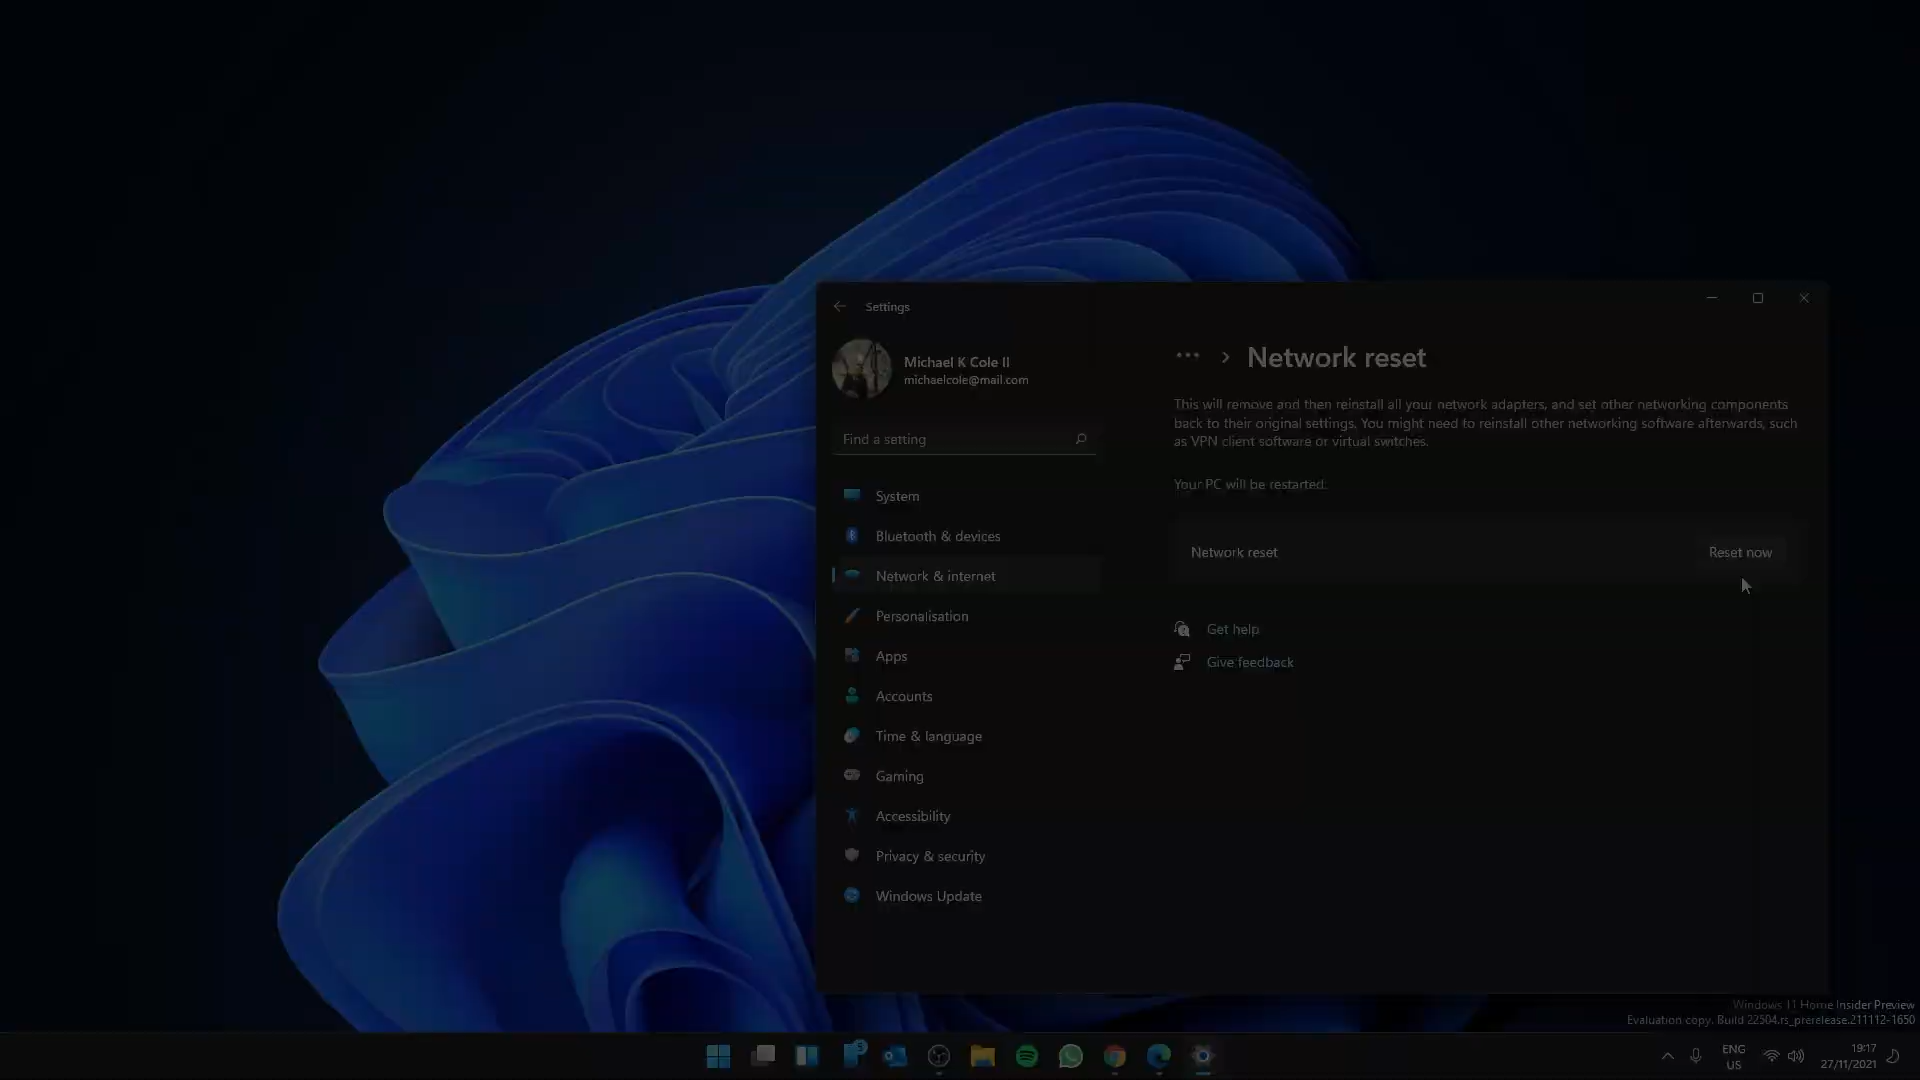 Settings
Michael K Cole II
michaelcole@mail.com
Find a setting
System
Bluetooth & devices
Network & internet
Personalisation
Apps
Accounts
Time & language
Gaming
Accessibility
Privacy & security
Windows Update
··· > Network reset
This will remove and then reinstall all your network adapters, and set other networking components
back to their original settings. You might need to reinstall other networking software afterwards, such
as VPN client software or virtual switches.
Your PC will be restarted.
Network reset
Reset now
Get help
Give feedback
Windows 11 Home Insider Preview
Evaluation copy. Build 22504.rs_prerelease.211112-1650
5
ENG
US
19:17
27/11/2021